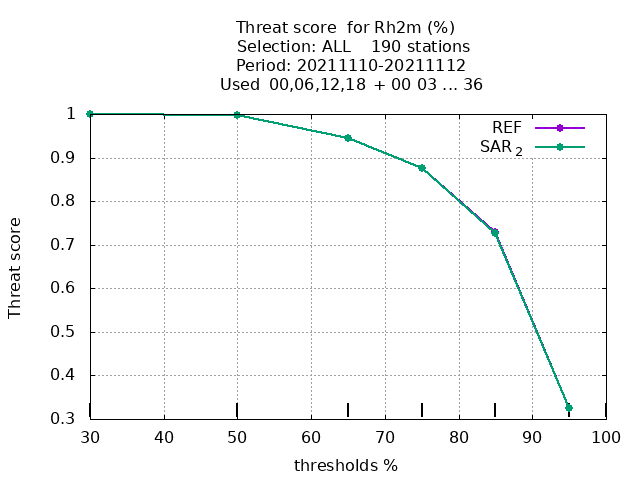 Threat score for Rh2m (%)
Selection: ALL 190 stations
Period: 20211110-20211112
Used 00,06,12,18 + 00 03 ... 36
REF
SAR 2
1
0.9
0.8
0.7
0.6
0.5
0.4
0.3
Threat score
30 40 50 60 70 80 90 100
thresholds %